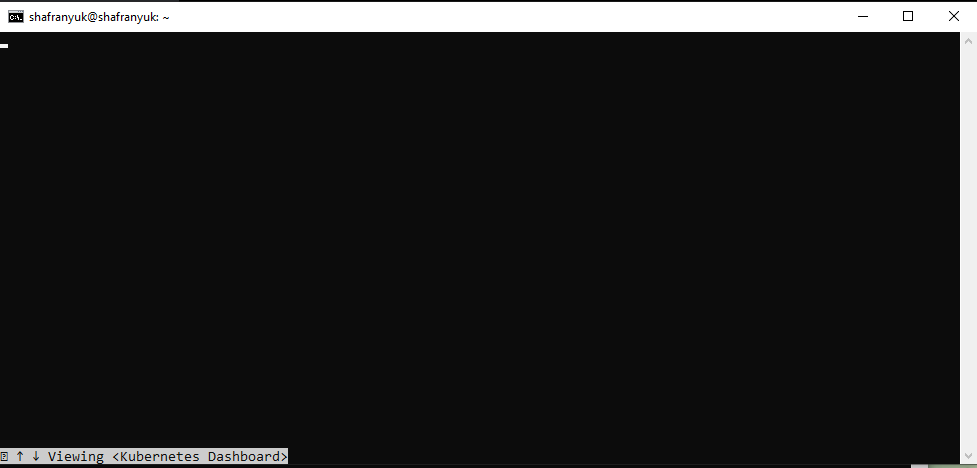 shafranyuk@shafranyuk: ~
↑ ↓ Viewing <Kubernetes Dashboard>